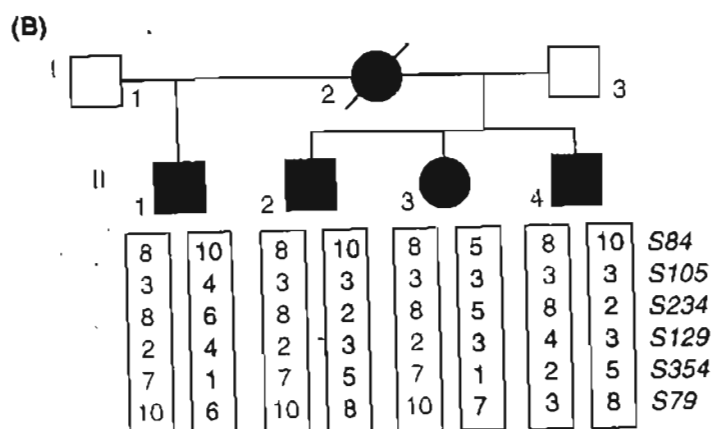 (B)
I
1
2
3
II
1
2
3
4
8 10 8 10 8 5 8 10 S84
3 4 3 3 3 3 3 3 S105
8 6 8 2 8 5 8 2 S234
2 4 2 3 2 3 4 3 S129
7 1 7 5 7 1 2 5 S354
10 6 10 8 10 7 3 8 S79